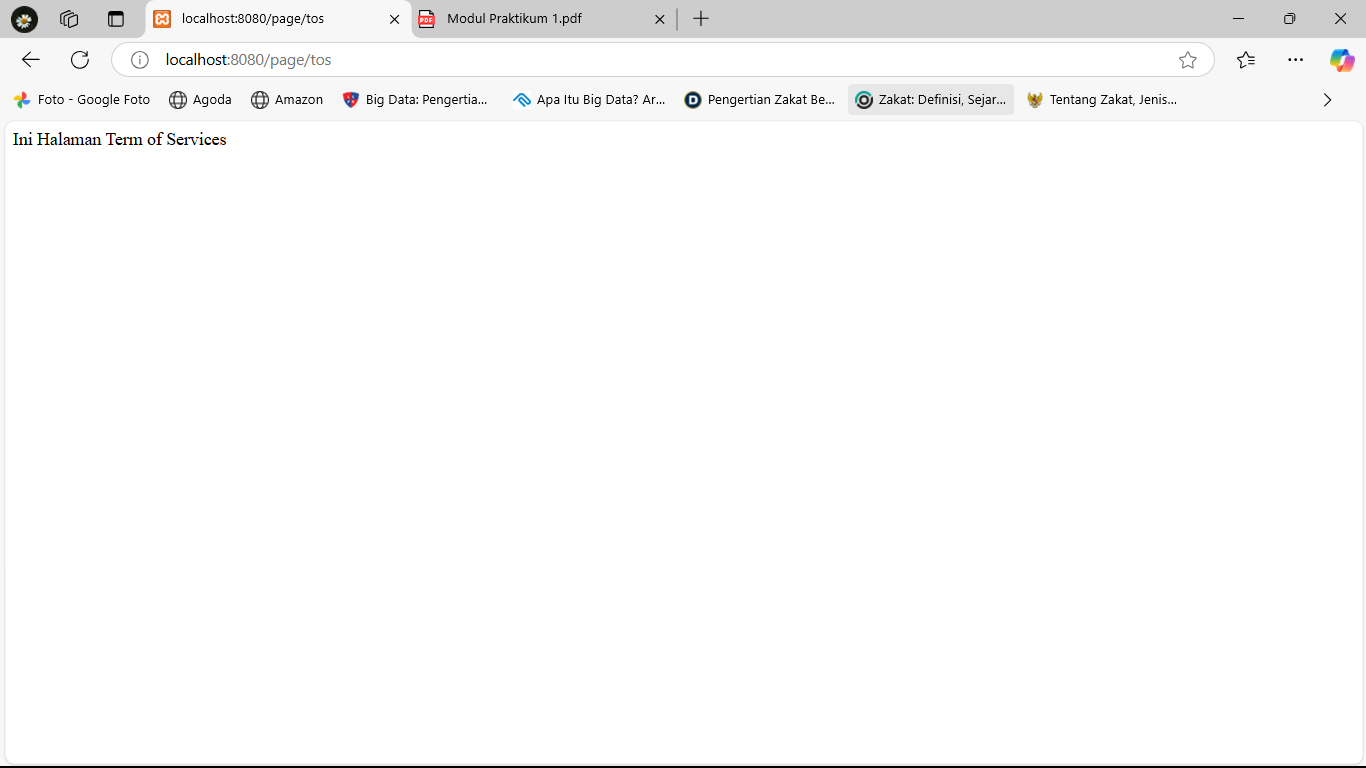 localhost:8080/page/tos
PDF Modul Praktikum 1.pdf
localhost:8080/page/tos
Foto - Google Foto
Agoda
Amazon
Big Data: Pengertia...
Apa Itu Big Data? Ar...
D Pengertian Zakat Be...
Zakat: Definisi, Sejar...
Tentang Zakat, Jenis...
Ini Halaman Term of Services